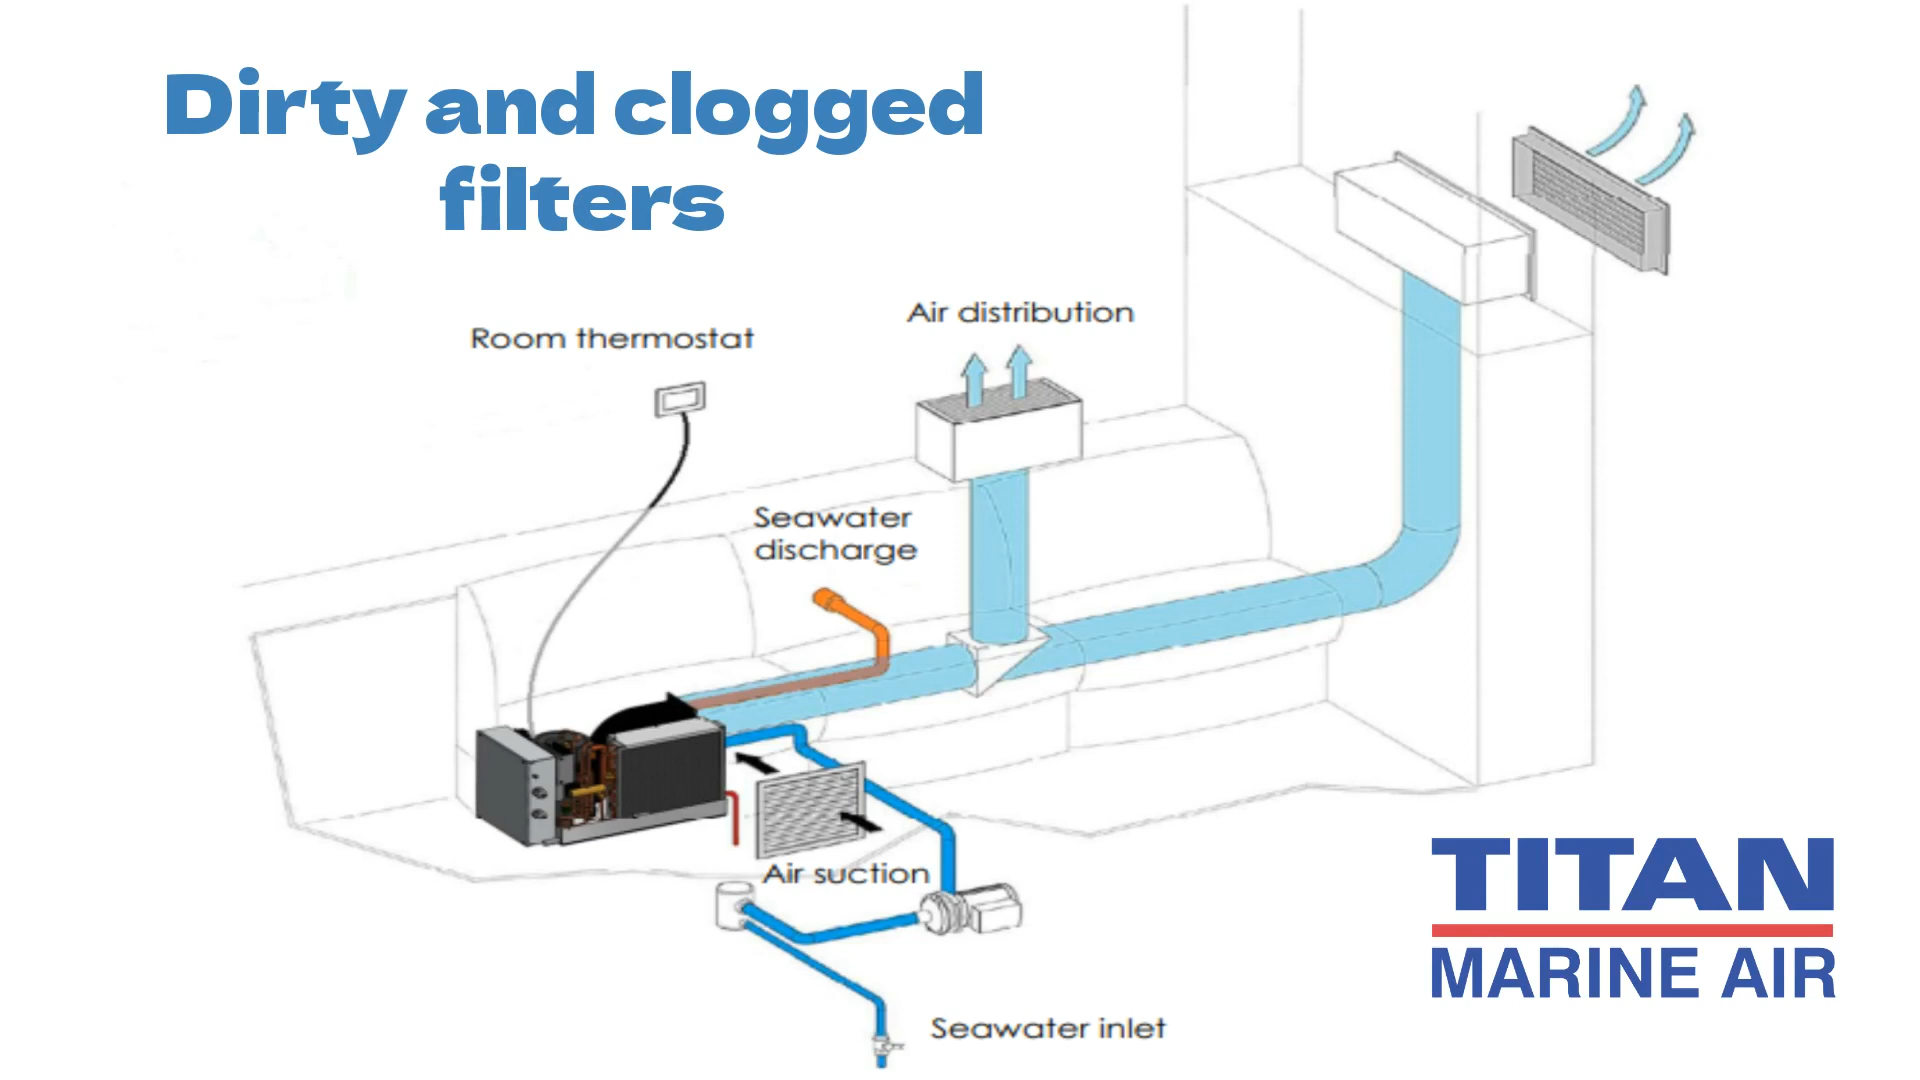 Dirty and clogged
filters
Air distribution
Room thermostat
Seawater
discharge
Air suction
Seawater inlet
TITAN
MARINE AIR